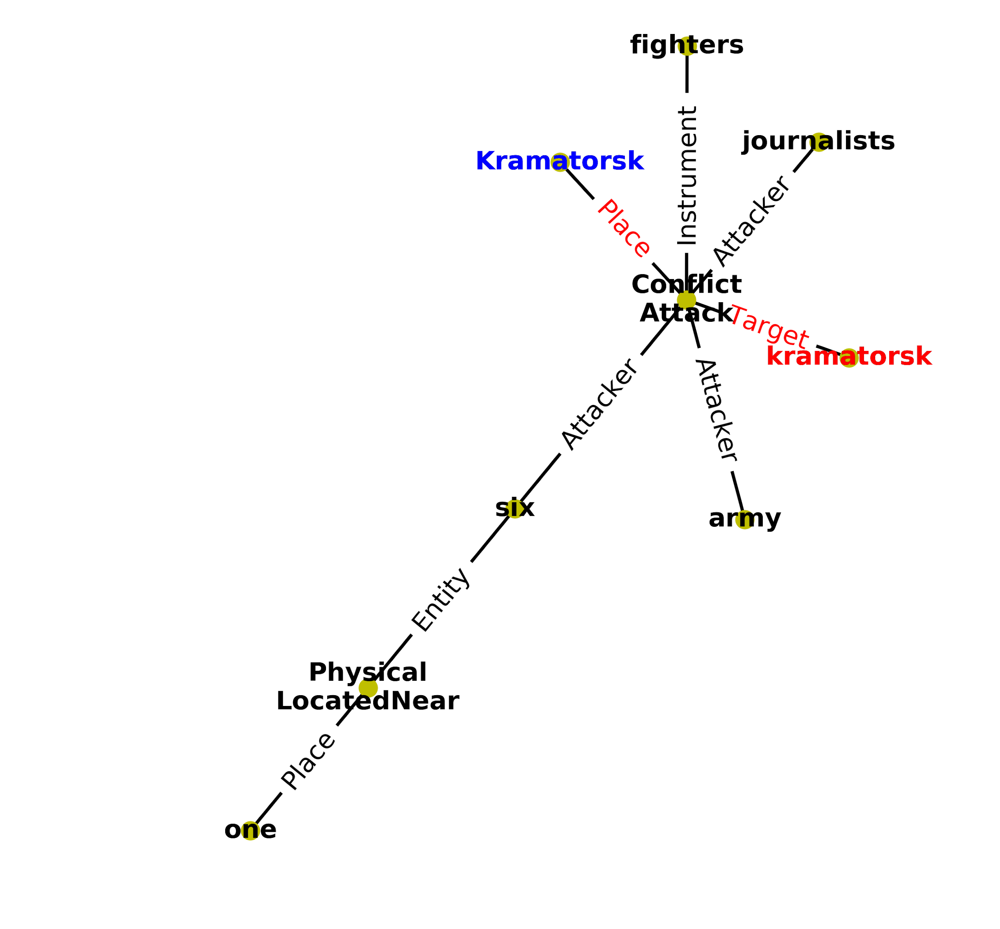 fighters
Instrument
journalists
Kramatorsk
Attacker
Place
Conflict
Attack
Target
kramatorsk
Attacker
Attacker
six
army
Entity
Physical
LocatedNear
Place
one